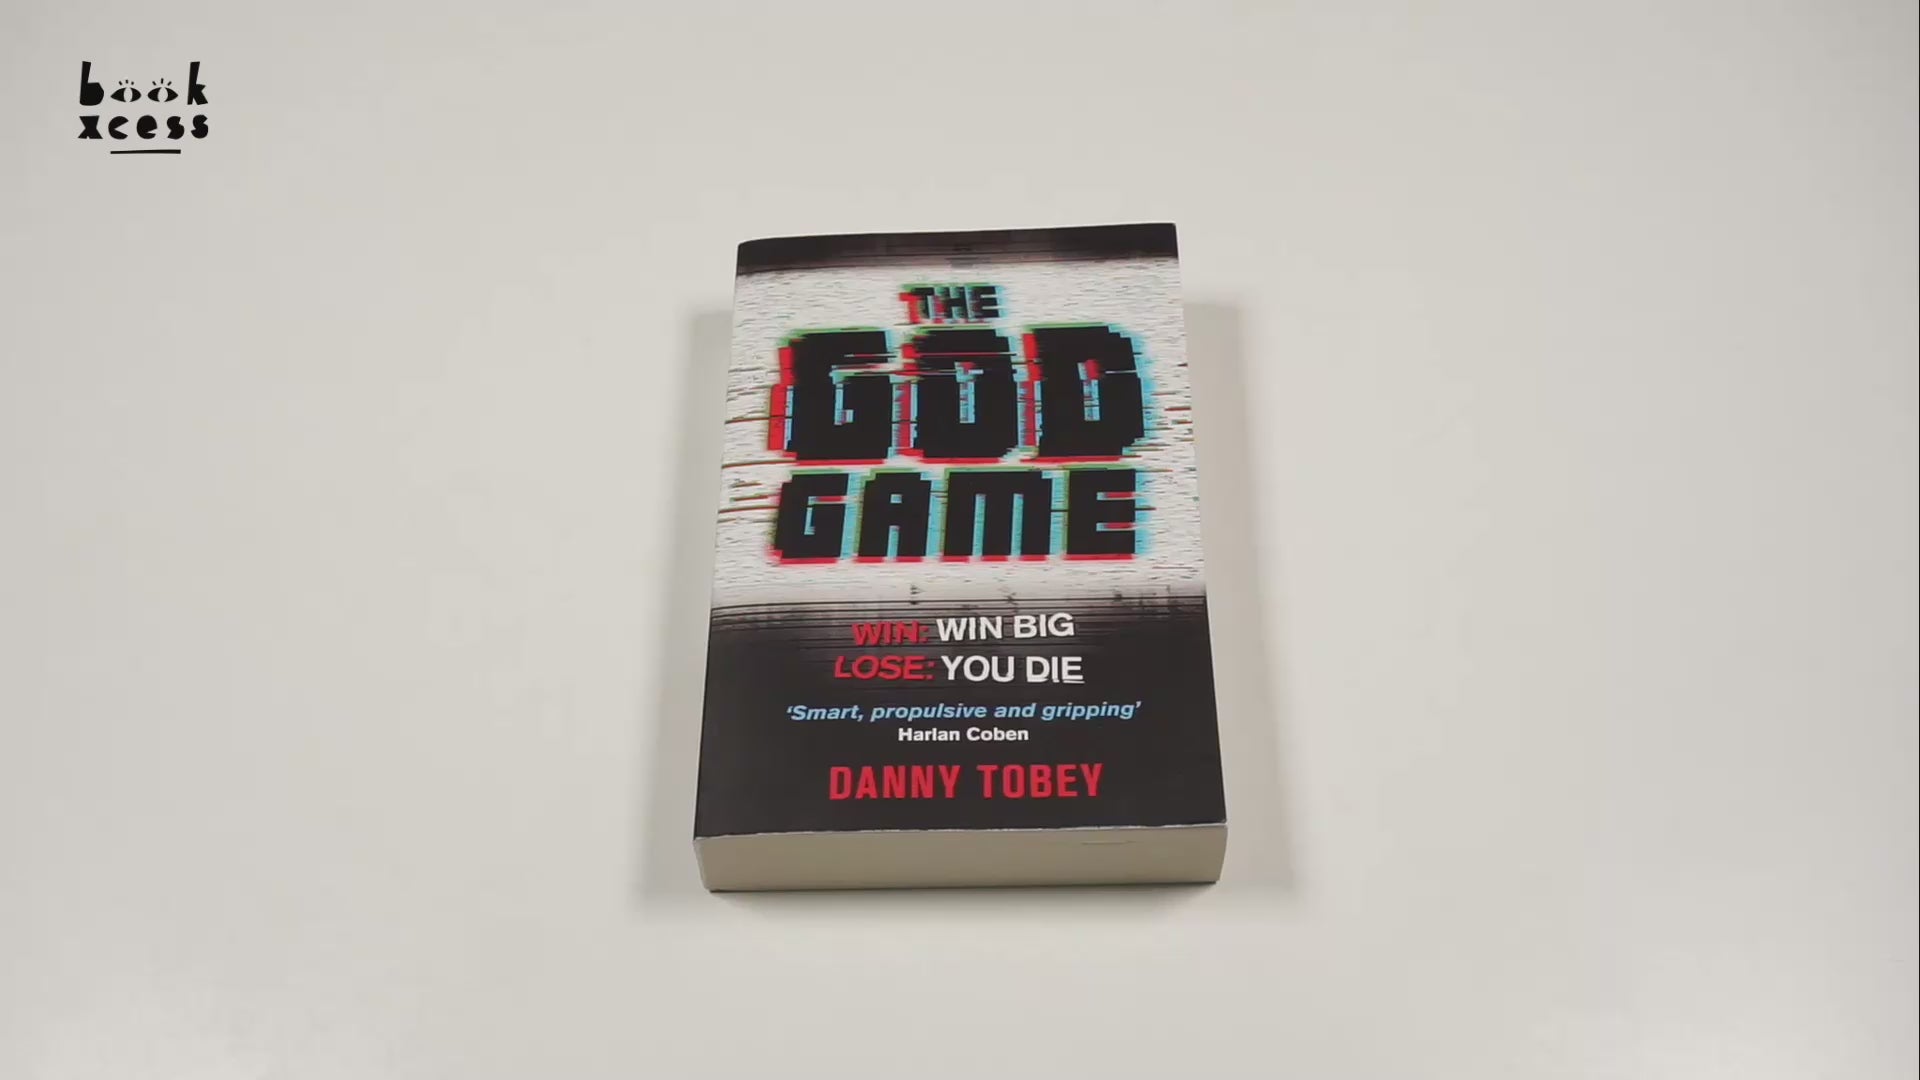 book
xcess
THE
GOD
GAME
WIN: WIN BIG
LOSE: YOU DIE
‘Smart, propulsive and gripping’
Harlan Coben
DANNY TOBEY